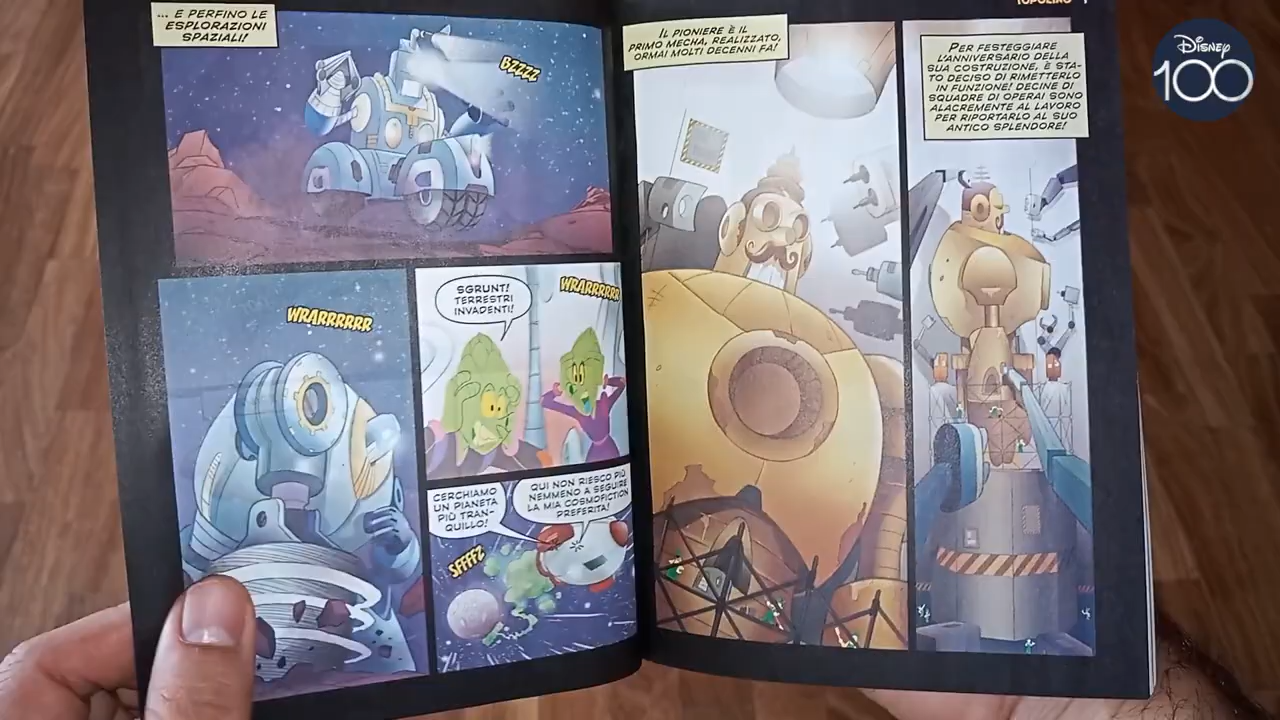 ... E PERFINO LE
ESPLORAZIONI
SPAZIALI!
BZZZZ
WRARRRRRR
SGRUNT!
TERRESTRI
INVADENTI!
WRARRRRRR
CERCHIAMO
UN PIANETA
PIÙ TRAN-
QUILLO!
QUI NON RIESCO PIÙ
NEMMENO A SEGUIRE
LA MIA COSMOFICTION
PREFERITA!
SFFFFZ
TOPOLINO
IL PIONIERE È IL
PRIMO MECHA, REALIZZATO,
ORMAI MOLTI DECENNI FA!
PER FESTEGGIARE
L'ANNIVERSARIO DELLA
SUA COSTRUZIONE, È STA-
TO DECISO DI RIMETTERLO
IN FUNZIONE! DECINE DI
SQUADRE DI OPERAI SONO
ALACREMENTE AL LAVORO
PER RIPORTARLO AL SUO
ANTICO SPLENDORE!
Disney
100